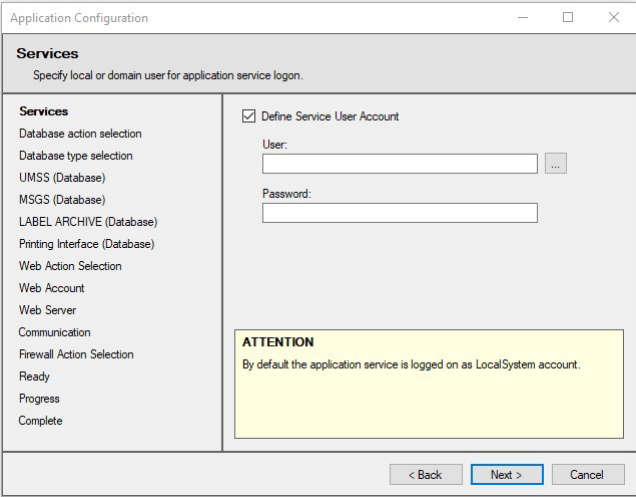 Application Configuration
Services
Specify local or domain user for application service logon.
Services
Database action selection
Database type selection
UMSS (Database)
MSGS (Database)
LABEL ARCHIVE (Database)
Printing Interface (Database)
Web Action Selection
Web Account
Web Server
Communication
Firewall Action Selection
Ready
Progress
Complete
Define Service User Account
User:
...
Password:
ATTENTION
By default the application service is logged on as LocalSystem account.
< Back
Next >
Cancel